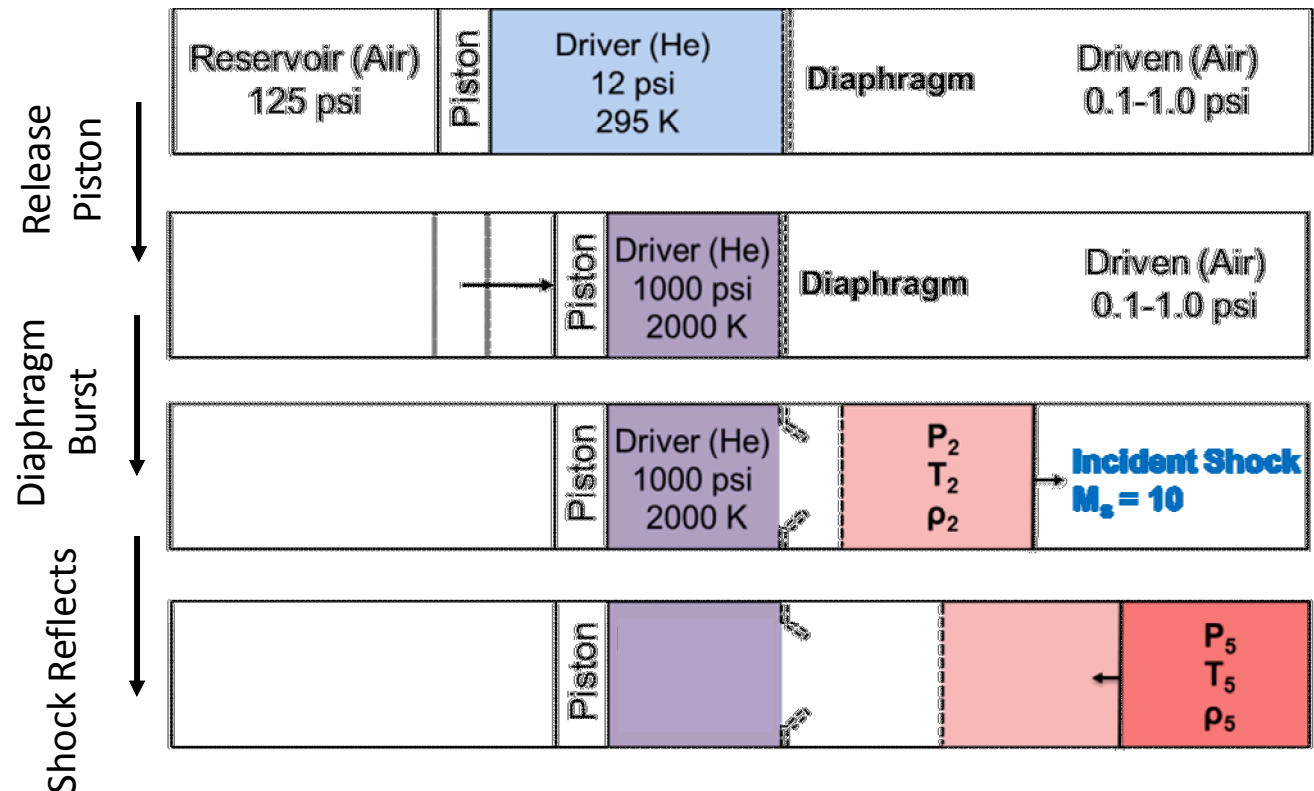 Reservoir (Air)
125 psi
Piston
Driver (He)
12 psi
295 K
Diaphragm
Driven (Air)
0.1-1.0 psi
Release
Piston
Piston
Driver (He)
1000 psi
2000 K
Diaphragm
Driven (Air)
0.1-1.0 psi
Diaphragm
Burst
Piston
Driver (He)
1000 psi
2000 K
P₂
T₂
ρ₂
Incident Shock
Mₛ = 10
Shock Reflects
Piston
P₅
T₅
ρ₅